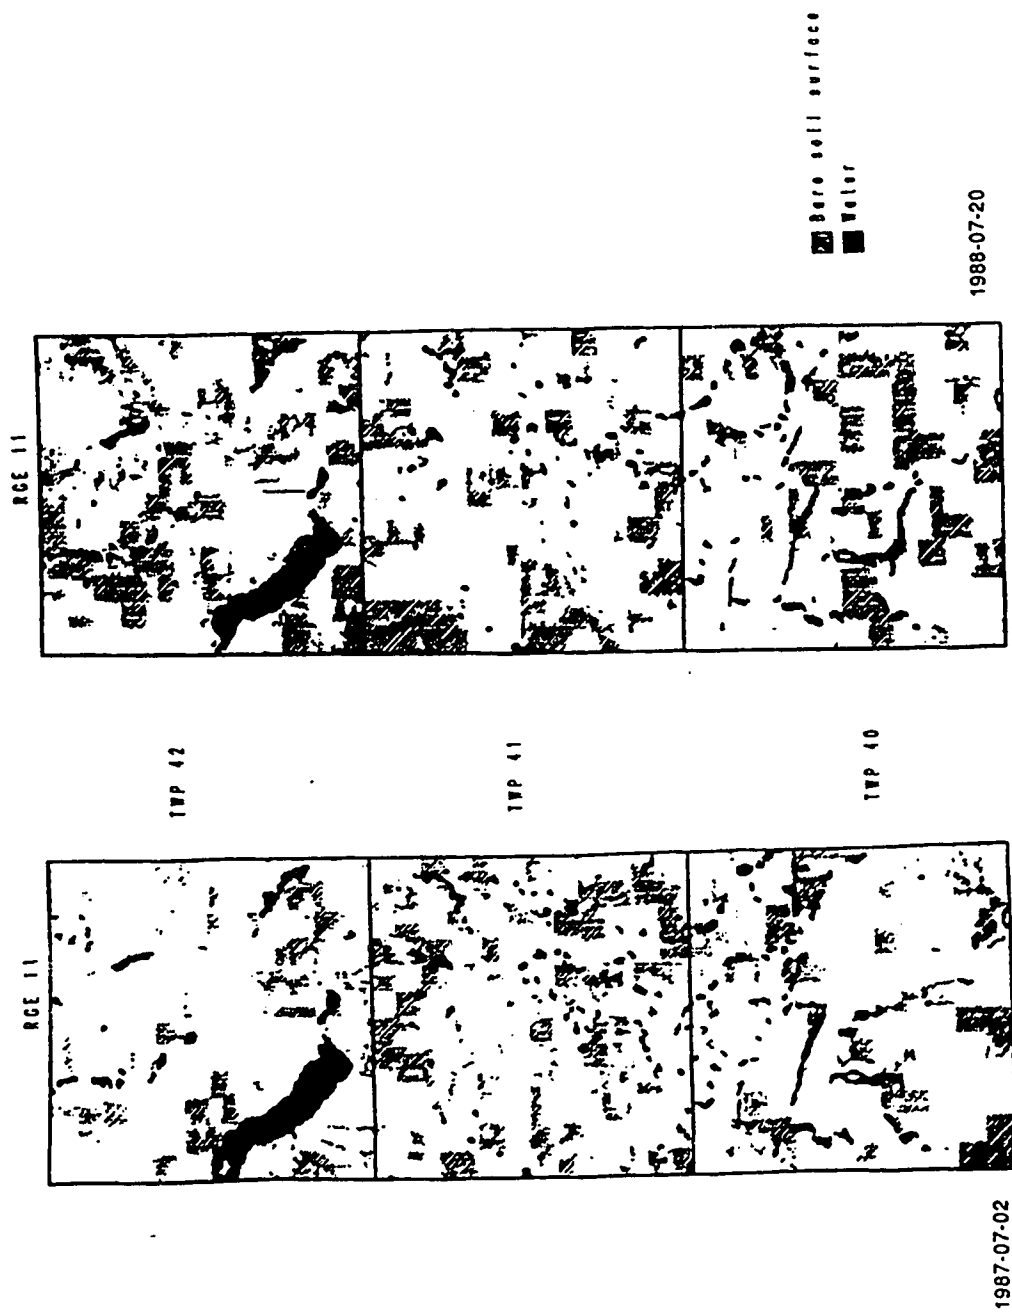 RGE 11
TWP 42
TWP 41
TWP 40
1987-07-02
RGE 11
1988-07-20
Bare soil surface
Water